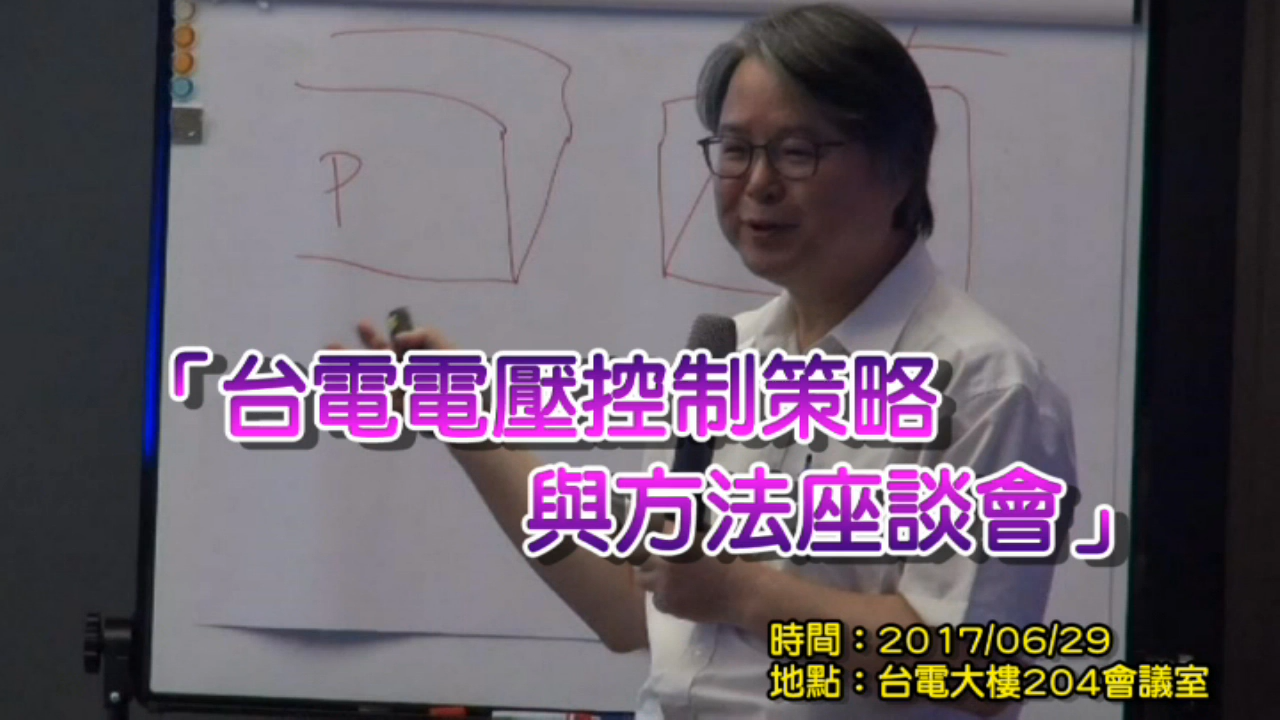 P
「台電電壓控制策略
與方法座談會」
時間：2017/06/29
地點：台電大樓204會議室